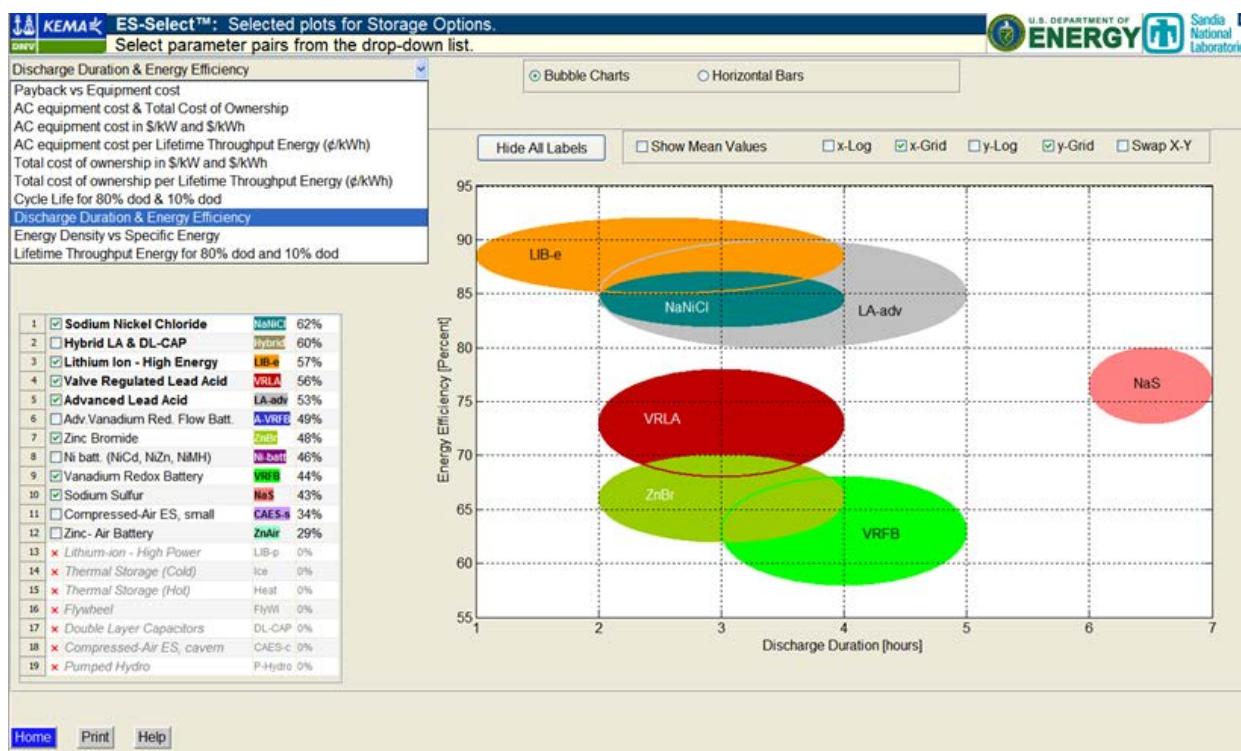 KEMA ES-Select™: Selected plots for Storage Options.
DNV Select parameter pairs from the drop-down list.
U.S. DEPARTMENT OF
ENERGY
Sandia
National
Laboratorie
Discharge Duration & Energy Efficiency
Bubble Charts Horizontal Bars
Payback vs Equipment cost
AC equipment cost & Total Cost of Ownership
AC equipment cost in $/kW and $/kWh
AC equipment cost per Lifetime Throughput Energy (¢/kWh)
Total cost of ownership in $/kW and $/kWh
Total cost of ownership per Lifetime Throughput Energy (¢/kWh)
Cycle Life for 80% dod & 10% dod
Discharge Duration & Energy Efficiency
Energy Density vs Specific Energy
Lifetime Throughput Energy for 80% dod and 10% dod
Hide All Labels Show Mean Values x-Log x-Grid y-Log y-Grid Swap X-Y
1 Sodium Nickel Chloride NaNiCl 62%
2 Hybrid LA & DL-CAP Hybrid 60%
3 Lithium Ion - High Energy LIB-e 57%
4 Valve Regulated Lead Acid VRLA 56%
5 Advanced Lead Acid LA-adv 53%
6 Adv.Vanadium Red. Flow Batt. A-VRFB 49%
7 Zinc Bromide ZnBr 48%
8 Ni batt. (NiCd, NiZn, NiMH) Ni-batt 46%
9 Vanadium Redox Battery VRFB 44%
10 Sodium Sulfur NaS 43%
11 Compressed-Air ES, small CAES-s 34%
12 Zinc- Air Battery ZnAir 29%
13 × Lithium-ion - High Power LIB-p 0%
14 × Thermal Storage (Cold) Ice 0%
15 × Thermal Storage (Hot) Heat 0%
16 × Flywheel FlyWl 0%
17 × Double Layer Capacitors DL-CAP 0%
18 × Compressed-Air ES, cavern CAES-c 0%
19 × Pumped Hydro P-Hydro 0%
Energy Efficiency [Percent]
95
90
85
80
75
70
65
60
55
LIB-e
NaNiCl
LA-adv
NaS
VRLA
ZnBr
VRFB
1 2 3 4 5 6 7
Discharge Duration [hours]
Home Print Help